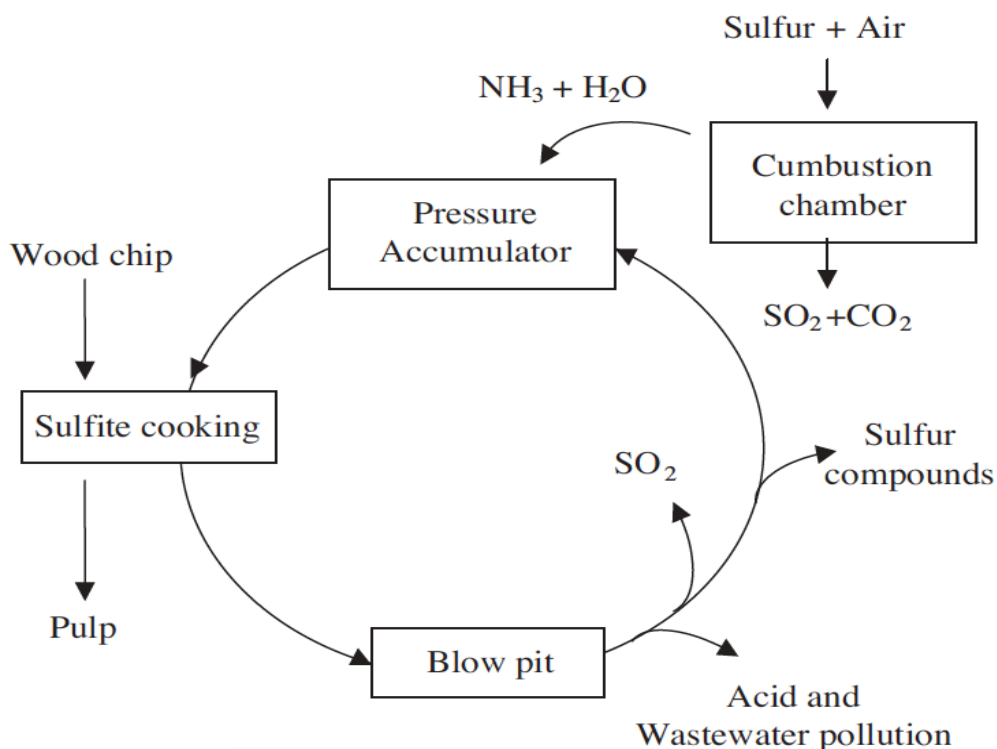 Sulfur + Air
NH₃ + H₂O
Cumbustion
chamber
Pressure
Accumulator
Wood chip
SO₂+CO₂
Sulfite cooking
Sulfur
compounds
SO₂
Pulp
Blow pit
Acid and
Wastewater pollution